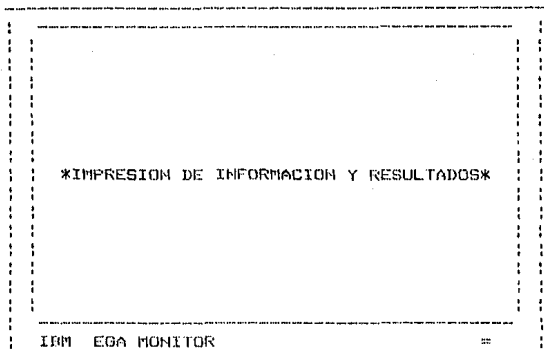 *IMPRESION DE INFORMACION Y RESULTADOS*
IBM EGA MONITOR =